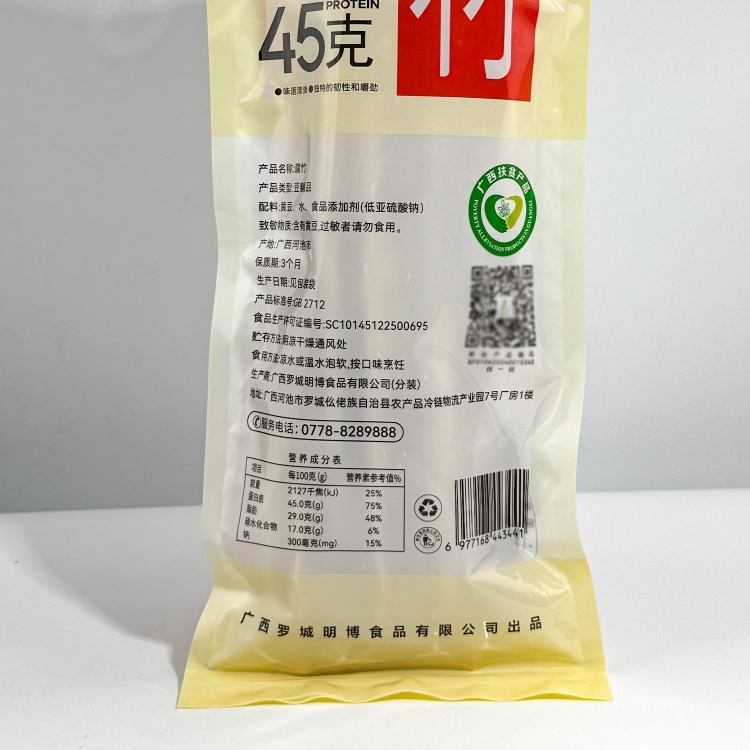 PROTEIN
45克
竹
●味道清淡●独特的韧性和嚼劲
产品名称:腐竹
产品类型:豆制品
配料:黄豆、水、食品添加剂(低亚硫酸钠)
致敏物质:含有黄豆,过敏者请勿食用。
产地:广西河池市
保质期:3个月
生产日期:见包装袋
产品标准号:GB 2712
食品生产许可证编号:SC10145122500695
贮存方法:阴凉干燥通风处
食用方法:凉水或温水泡软,按口味烹饪
生产商:广西罗城明博食品有限公司(分装)
地址:广西河池市罗城仫佬族自治县农产品冷链物流产业园7号厂房1楼
服务电话:0778-8289888
广西扶贫产品
POVERTY ALLEVIATION PRODUCTS IN GUANGXI
扫一扫
营养成分表
项目 每100克(g) 营养素参考值%
能量 2127千焦(kJ) 25%
蛋白质 45.0克(g) 75%
脂肪 29.0克(g) 48%
碳水化合物 17.0克(g) 6%
钠 300毫克(mg) 15%
6 977168 443441
广西罗城明博食品有限公司出品